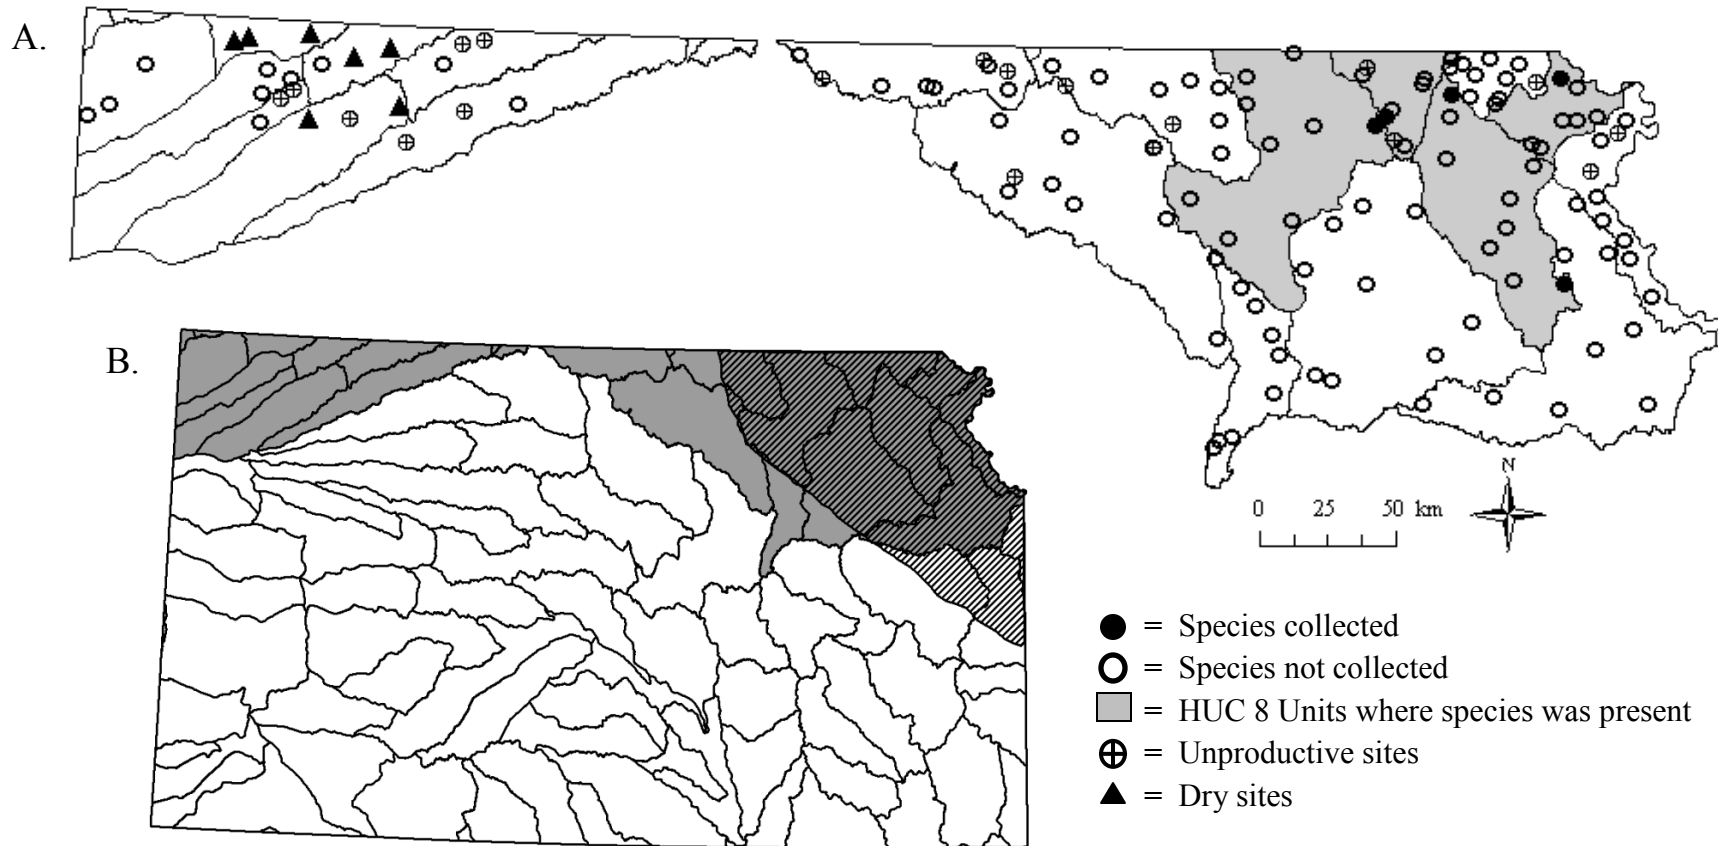 A.
B.
N
0 25 50 km
= Species collected
= Species not collected
= HUC 8 Units where species was present
= Unproductive sites
= Dry sites